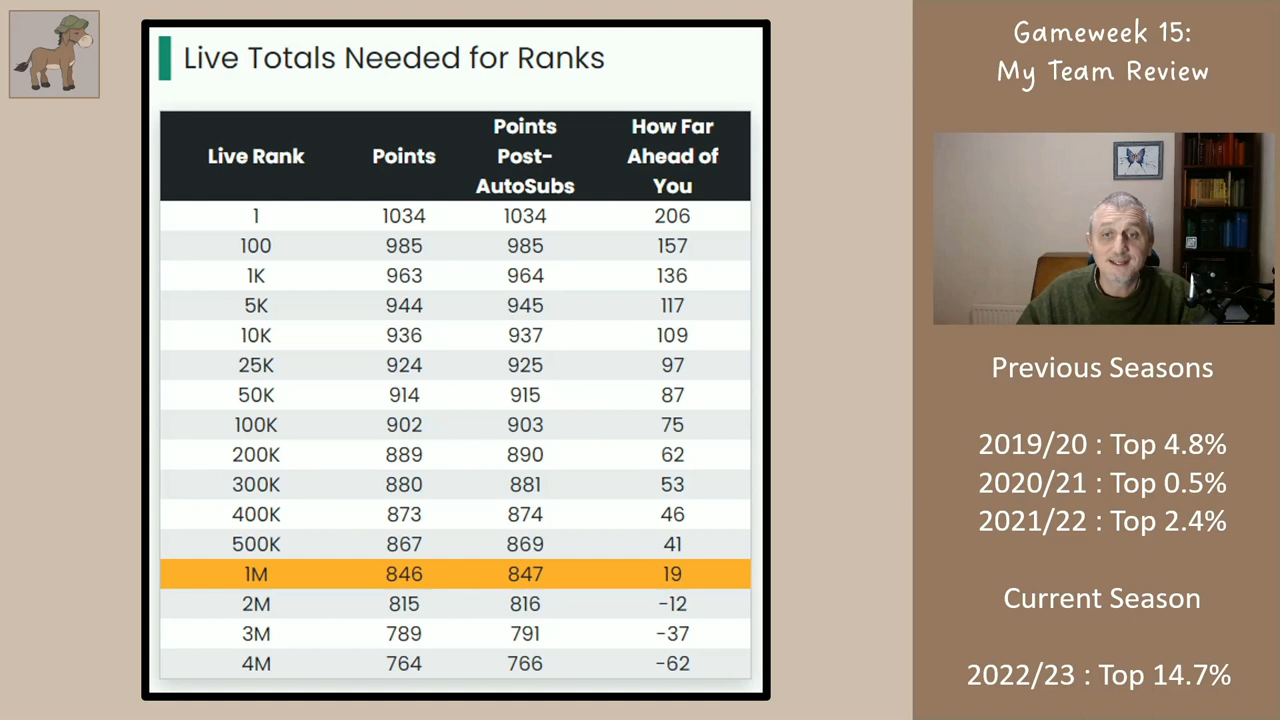 Live Totals Needed for Ranks
Live Rank Points Points Post-AutoSubs How Far Ahead of You
1 1034 1034 206
100 985 985 157
1K 963 964 136
5K 944 945 117
10K 936 937 109
25K 924 925 97
50K 914 915 87
100K 902 903 75
200K 889 890 62
300K 880 881 53
400K 873 874 46
500K 867 869 41
1M 846 847 19
2M 815 816 -12
3M 789 791 -37
4M 764 766 -62
Gameweek 15:
My Team Review
Previous Seasons
2019/20 : Top 4.8%
2020/21 : Top 0.5%
2021/22 : Top 2.4%
Current Season
2022/23 : Top 14.7%